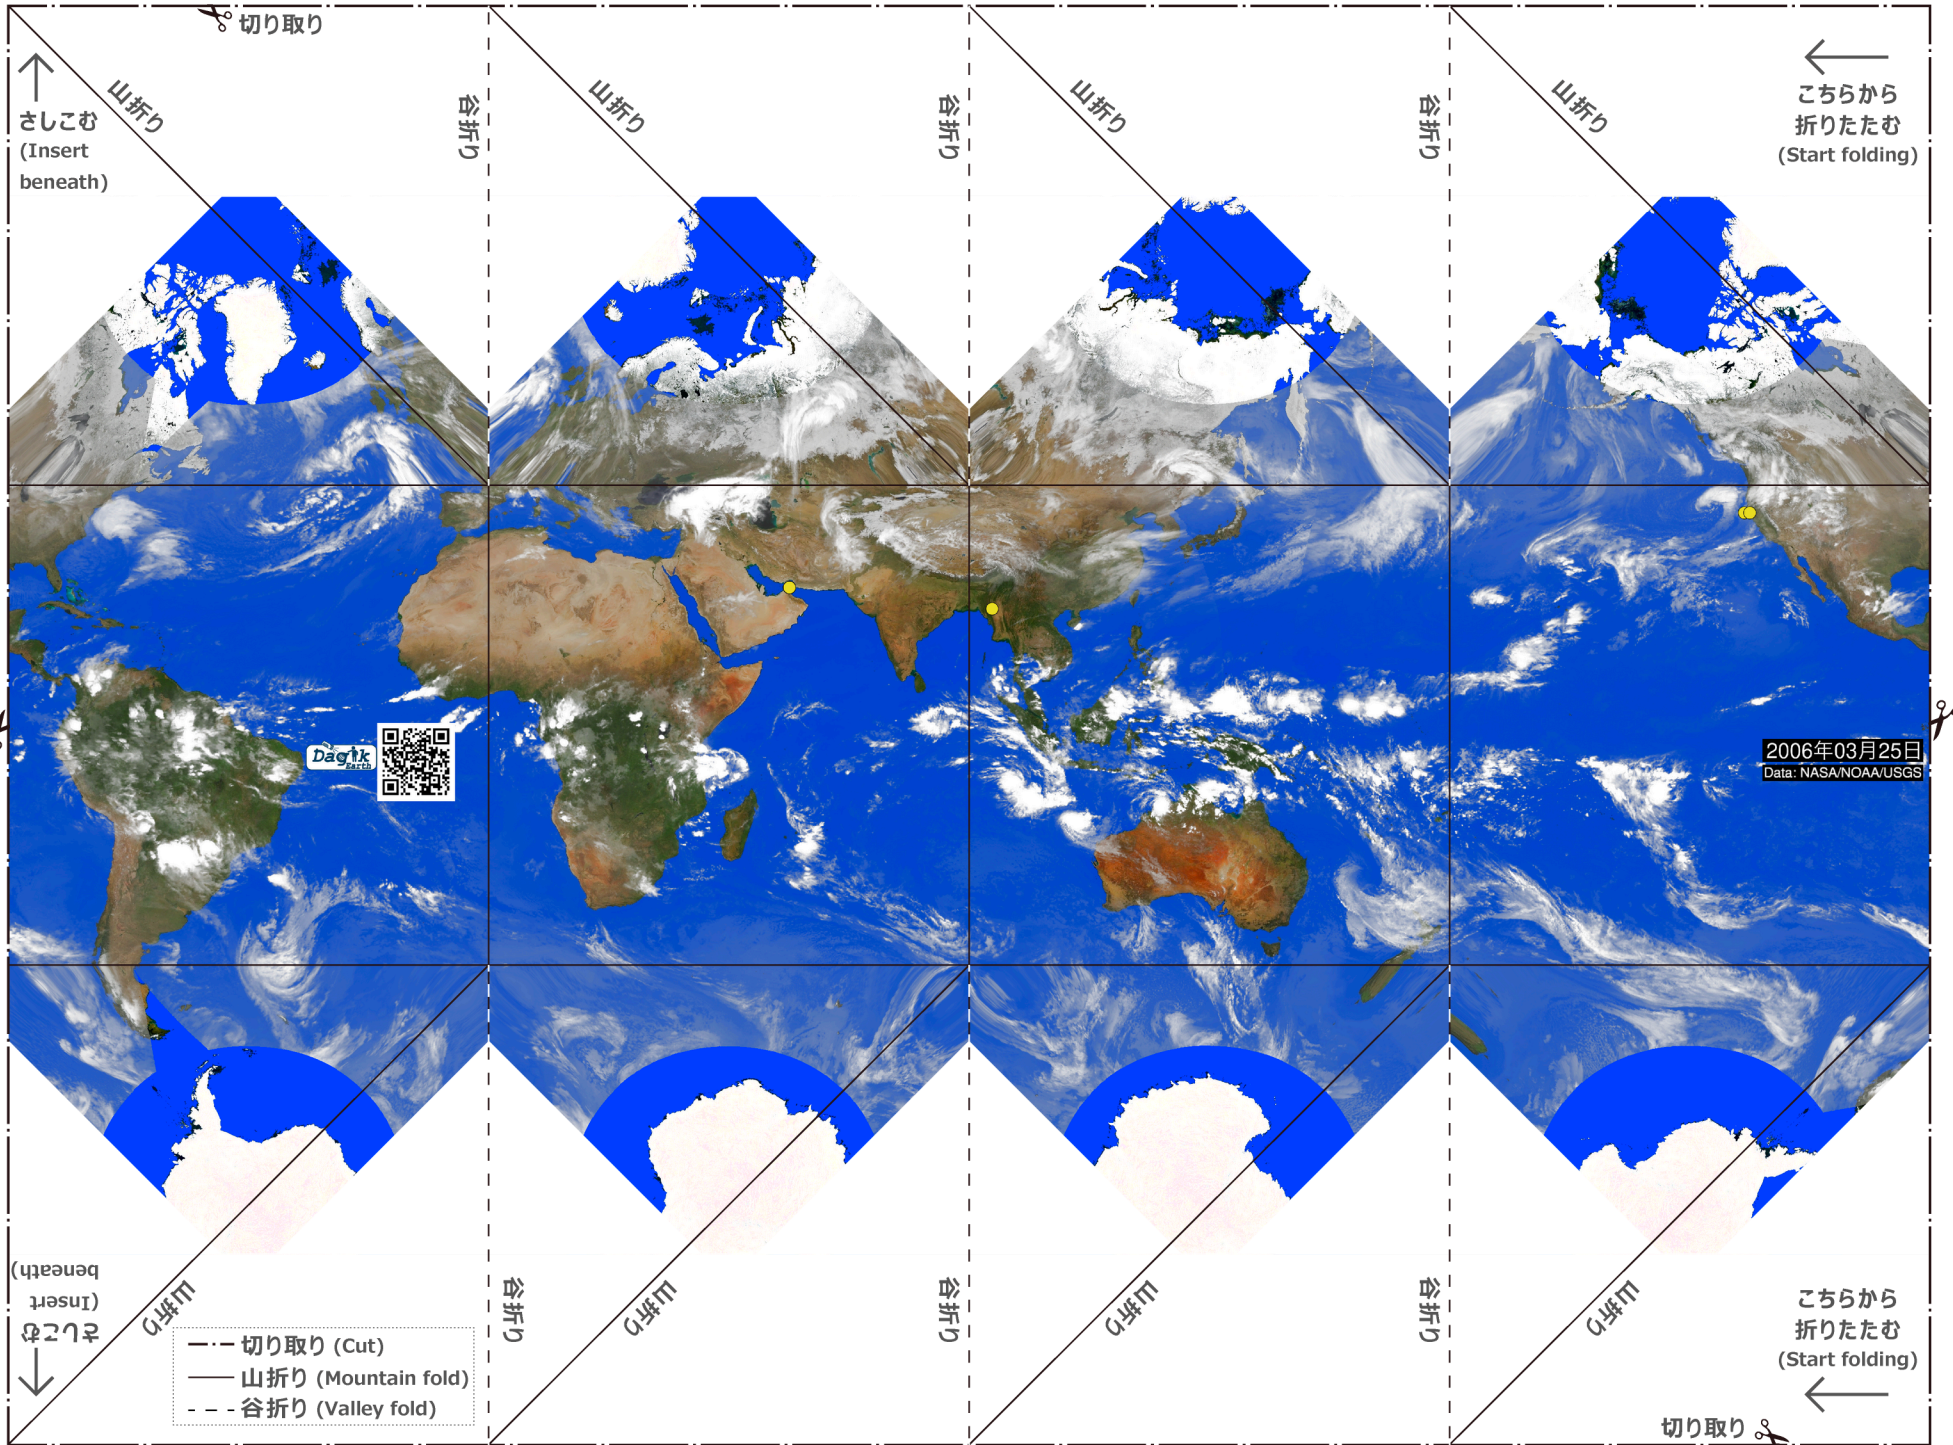 切り取り
さしこむ
(Insert
beneath)
山折り
谷折り
山折り
谷折り
山折り
谷折り
山折り
こちらから
折りたたむ
(Start folding)
Dagik
Earth
2006年03月25日
Data: NASA/NOAA/USGS
さしこむ
(Insert
beneath)
山折り
谷折り
山折り
谷折り
山折り
谷折り
山折り
こちらから
折りたたむ
(Start folding)
切り取り (Cut)
山折り (Mountain fold)
谷折り (Valley fold)
切り取り